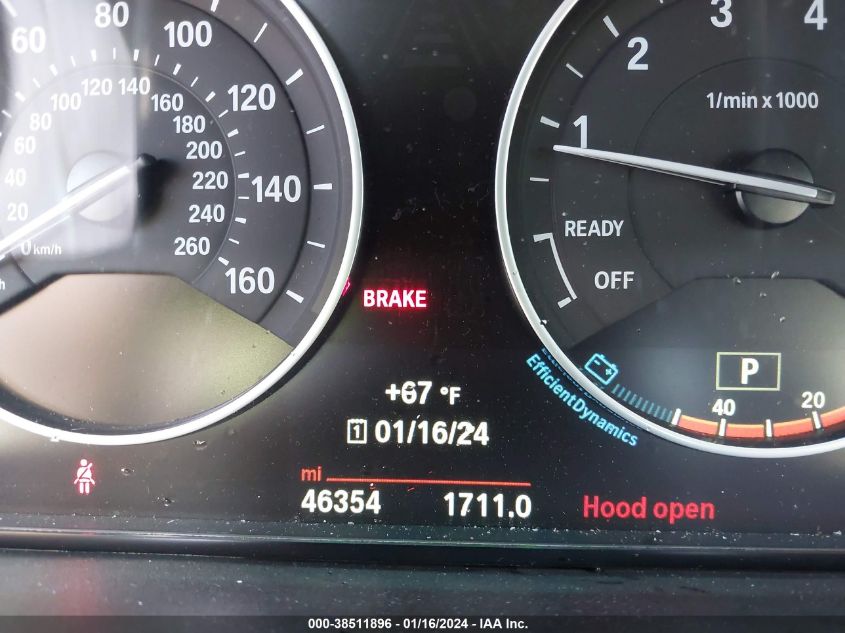 60
80
100
120
140
160
20
40
60
80
100
120
140
160
180
200
220
240
260
0 km/h
1
2
3
4
1/min x 1000
READY
OFF
BRAKE
+67 °F
1 01/16/24
mi
46354 1711.0
Hood open
EfficientDynamics
P
40
20
000-38511896 - 01/16/2024 - IAA Inc.